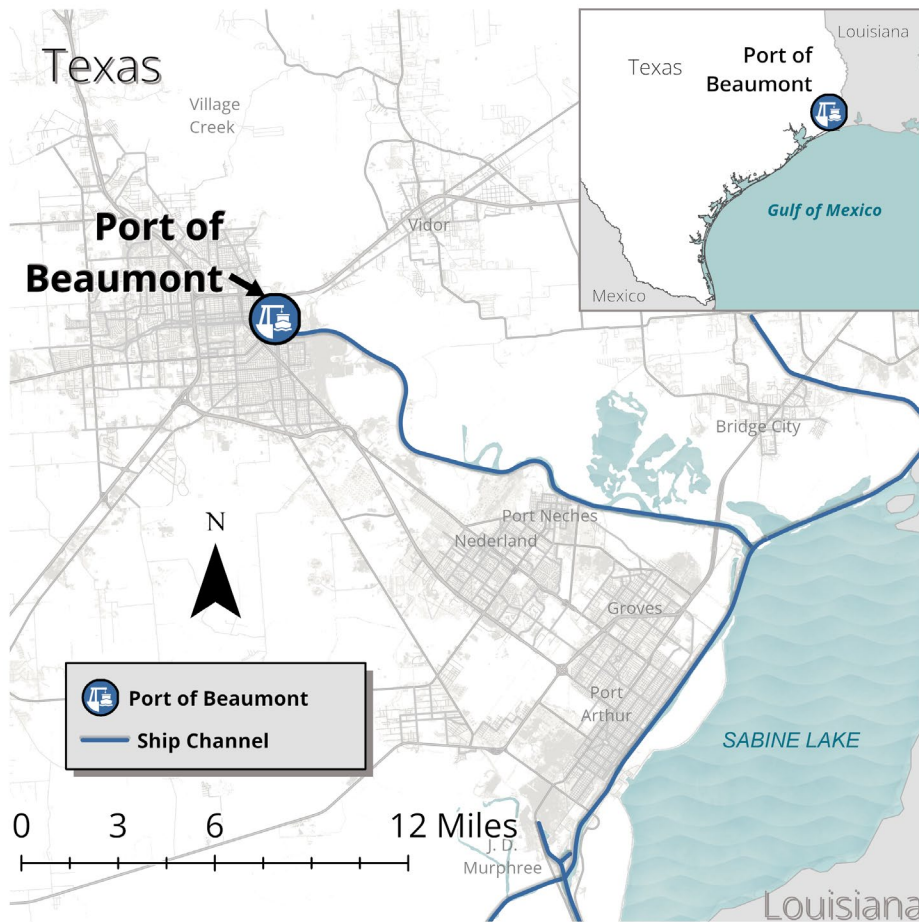 Texas
Village
Creek
Port of
Beaumont
Vidor
Louisiana
Texas
Port of
Beaumont
Gulf of Mexico
Mexico
Bridge City
Port Neches
Nederland
Groves
Port
Arthur
N
Port of Beaumont
Ship Channel
SABINE LAKE
0 3 6 12 Miles
J. D.
Murphree
Louisiana